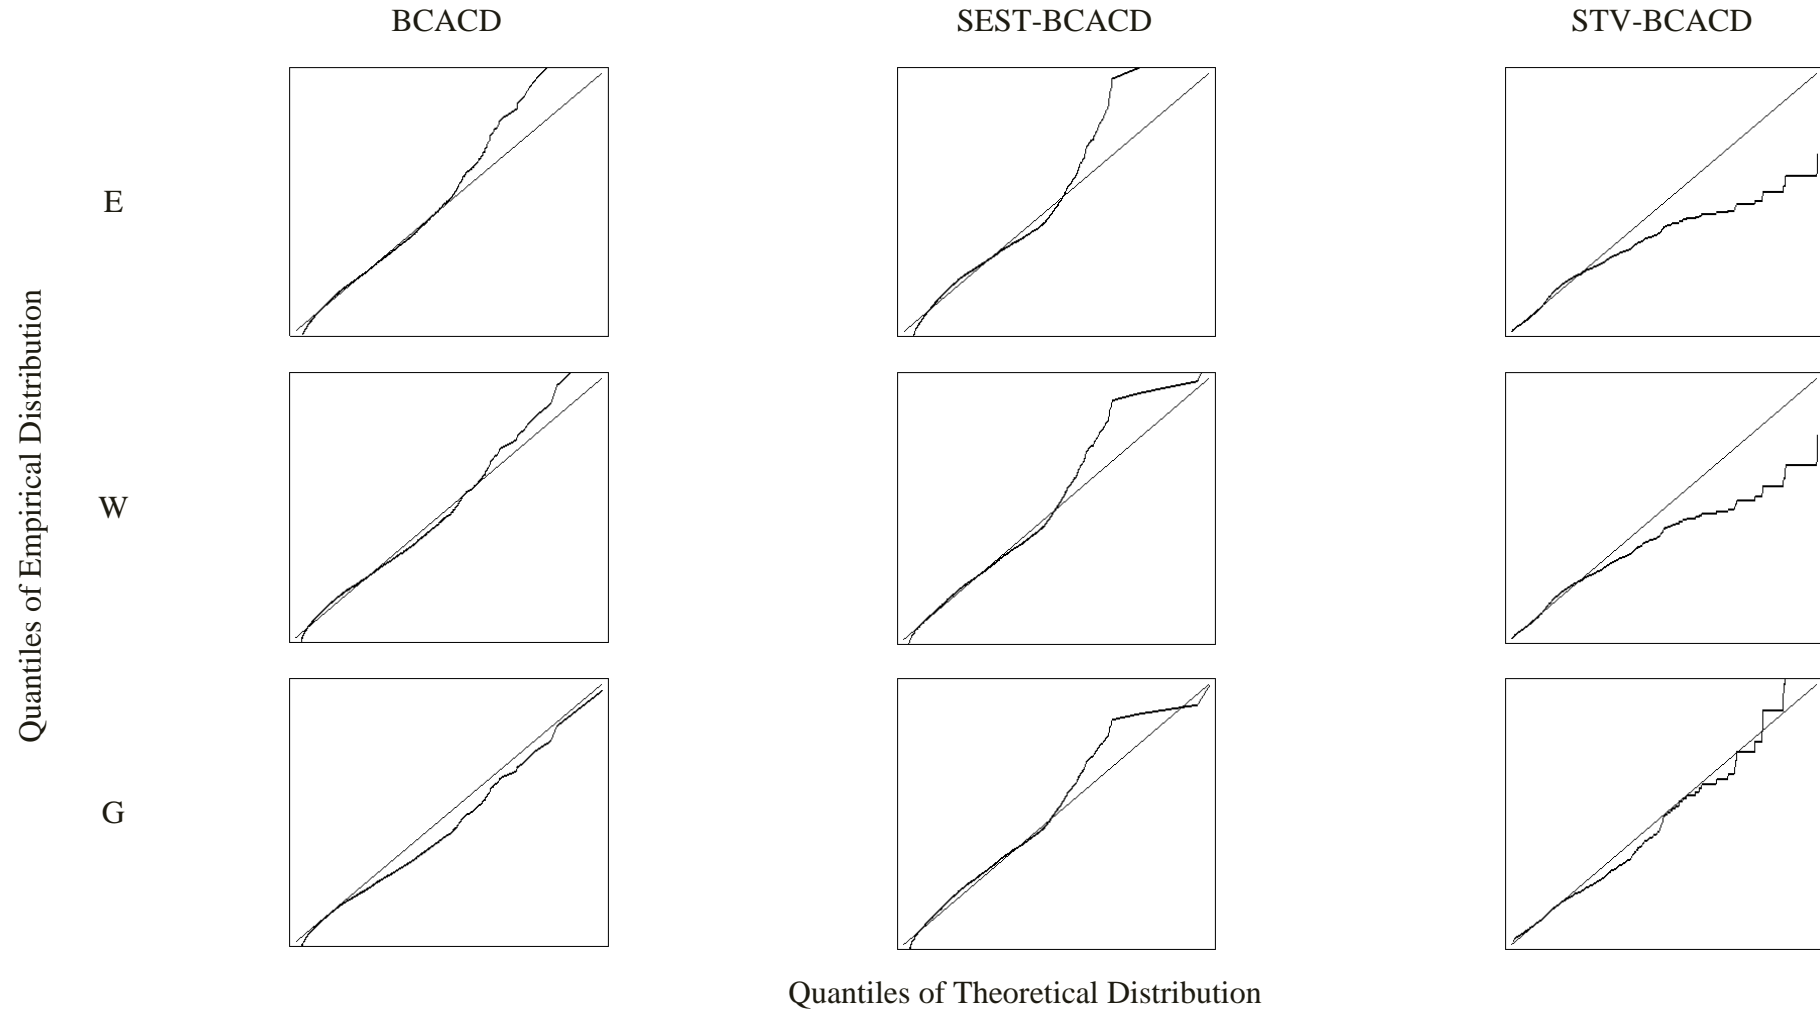 BCACD
SEST-BCACD
STV-BCACD
E
W
G
Quantiles of Empirical Distribution
Quantiles of Theoretical Distribution